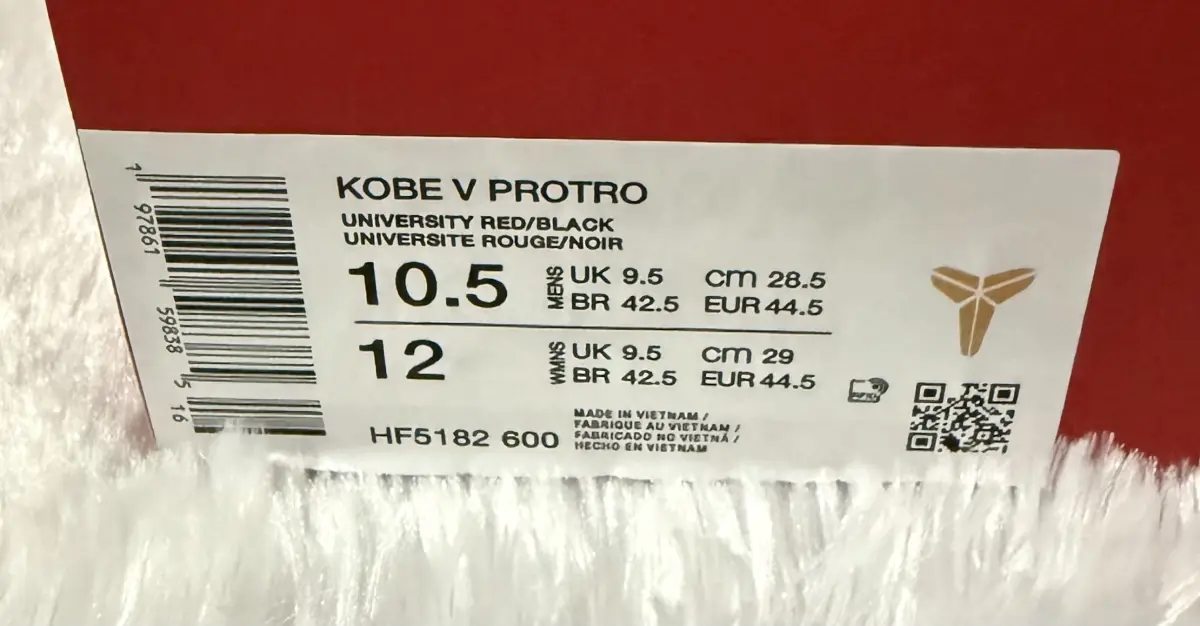 1 97861 59838 5 16
KOBE V PROTRO
UNIVERSITY RED/BLACK
UNIVERSITE ROUGE/NOIR
10.5 MENS UK 9.5 cm 28.5
BR 42.5 EUR 44.5
12 WMNS UK 9.5 cm 29
BR 42.5 EUR 44.5
HF5182 600
MADE IN VIETNAM /
FABRIQUE AU VIETNAM /
FABRICADO NO VIETNÃ /
HECHO EN VIETNAM